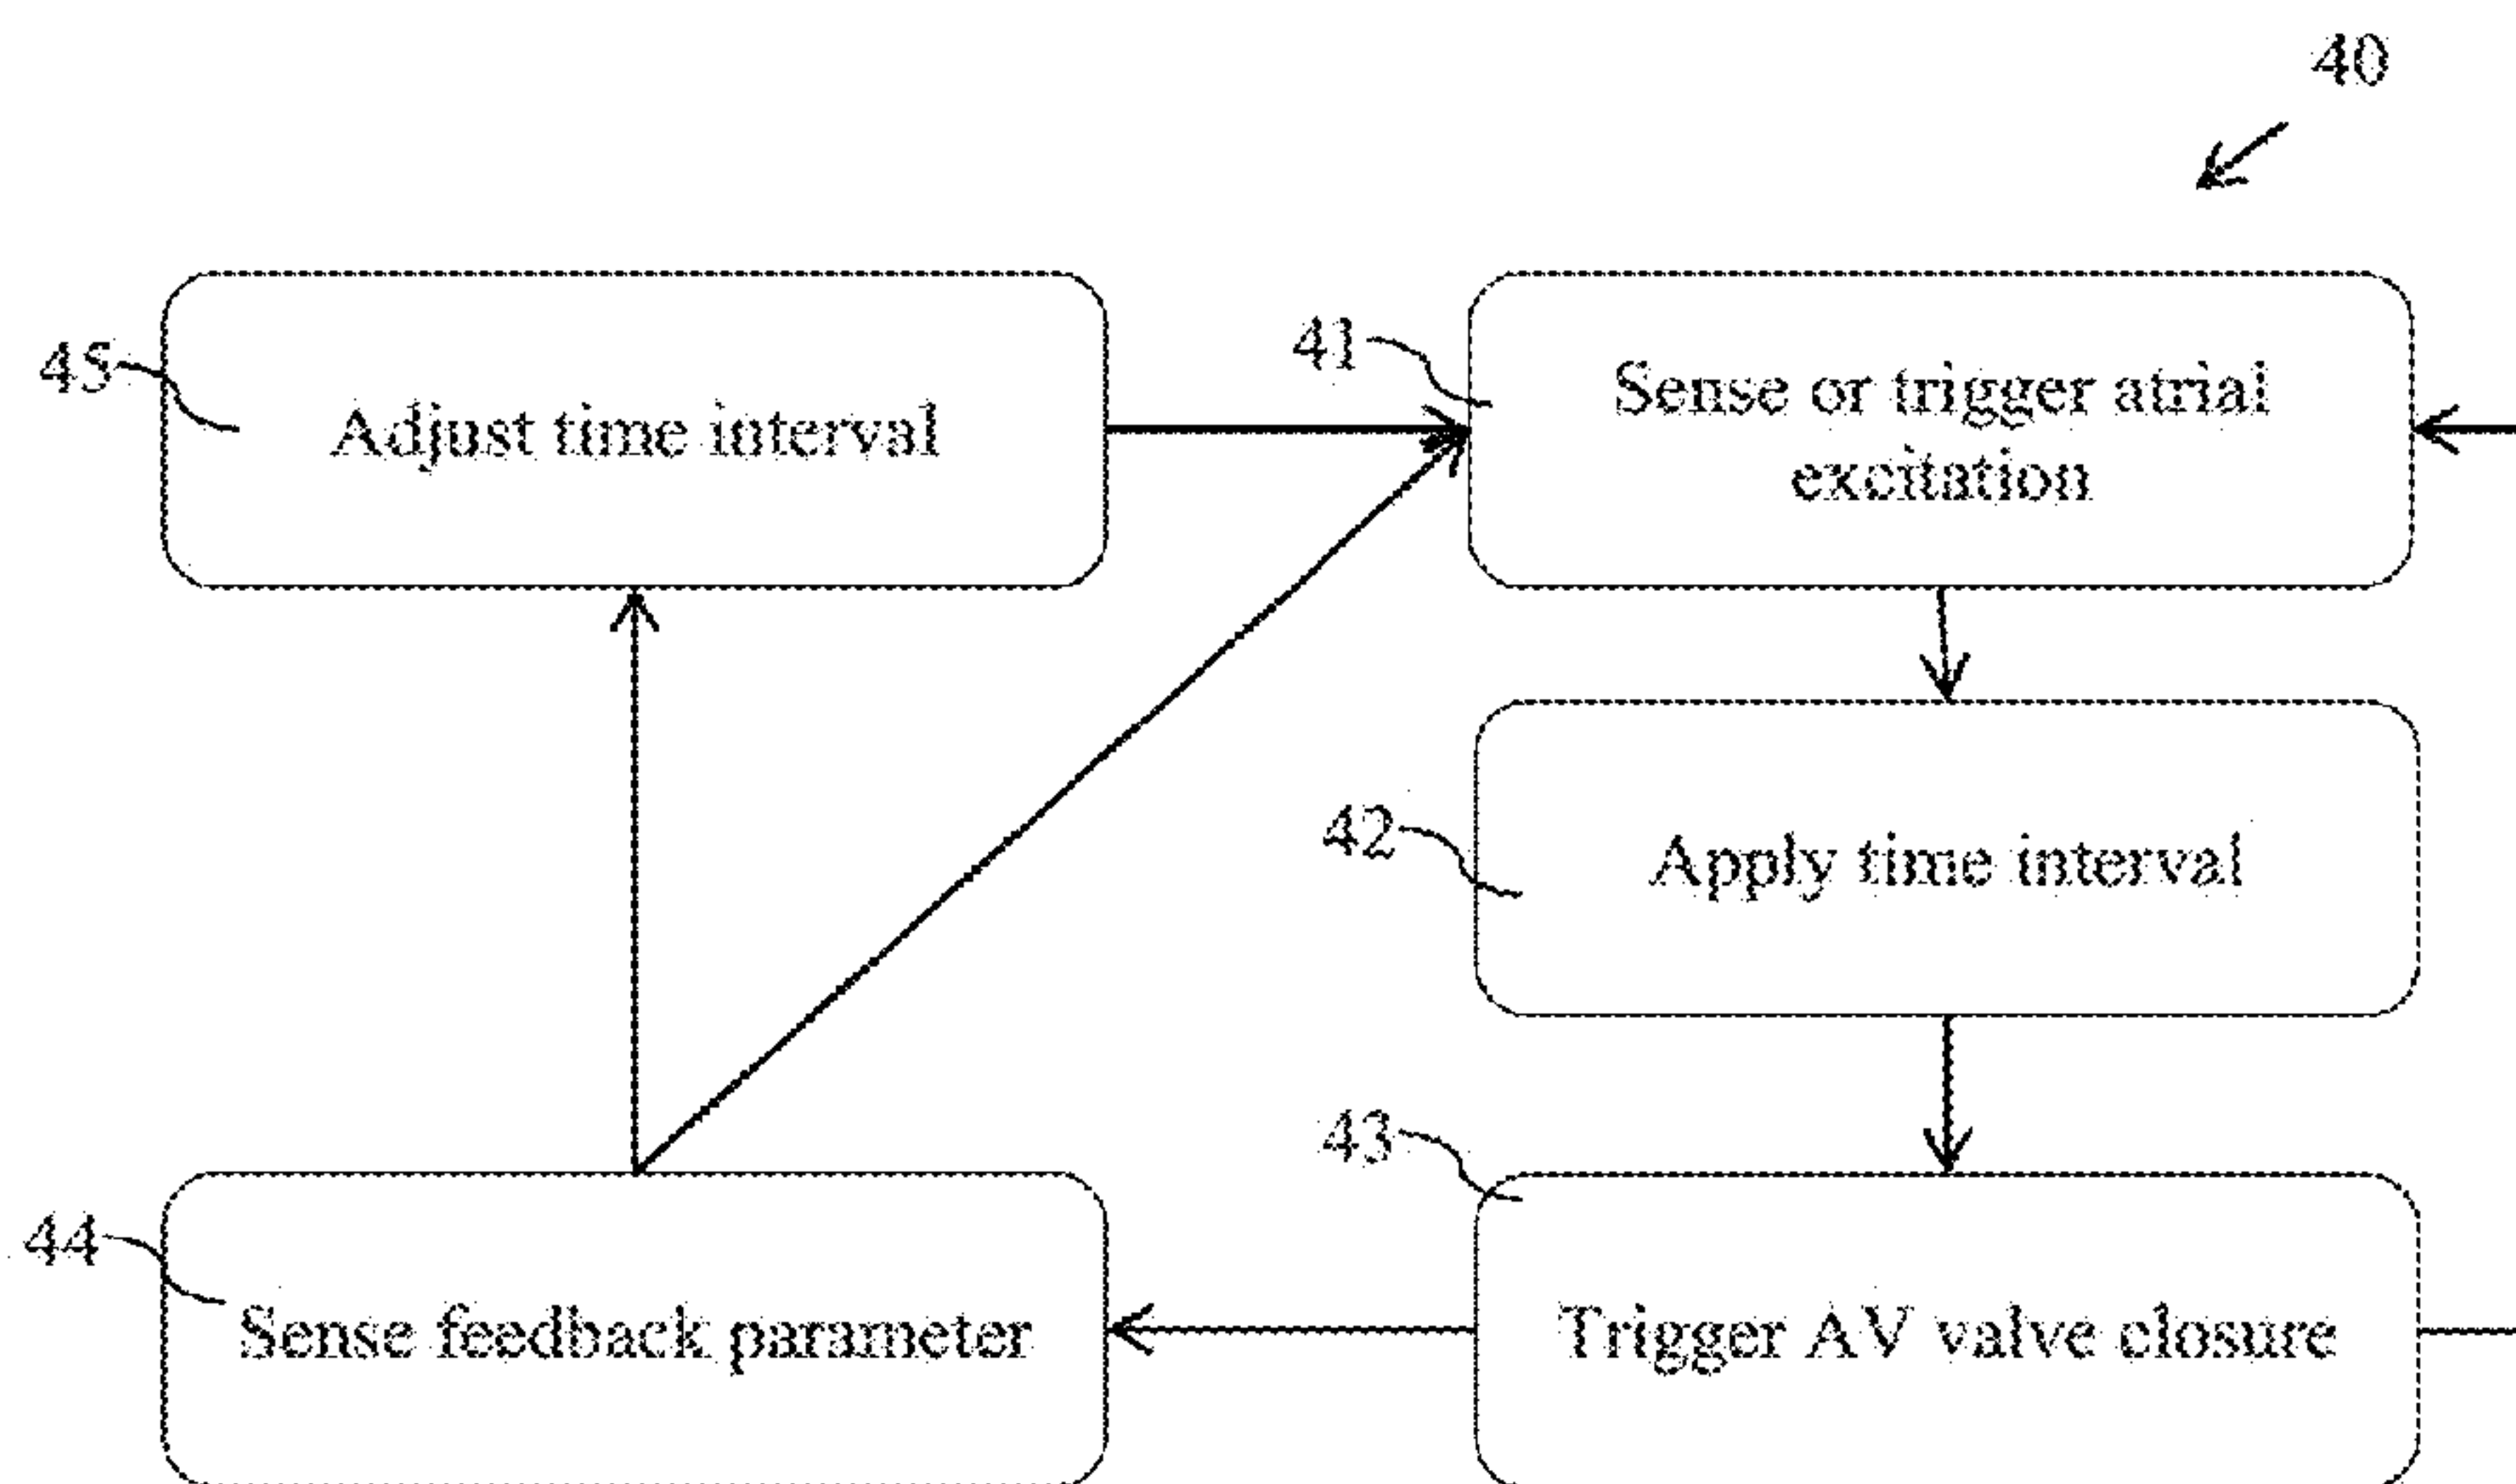 40
45
Adjust time interval
41
Sense or trigger atrial
excitation
42
Apply time interval
43
Trigger AV valve closure
44
Sense feedback parameter